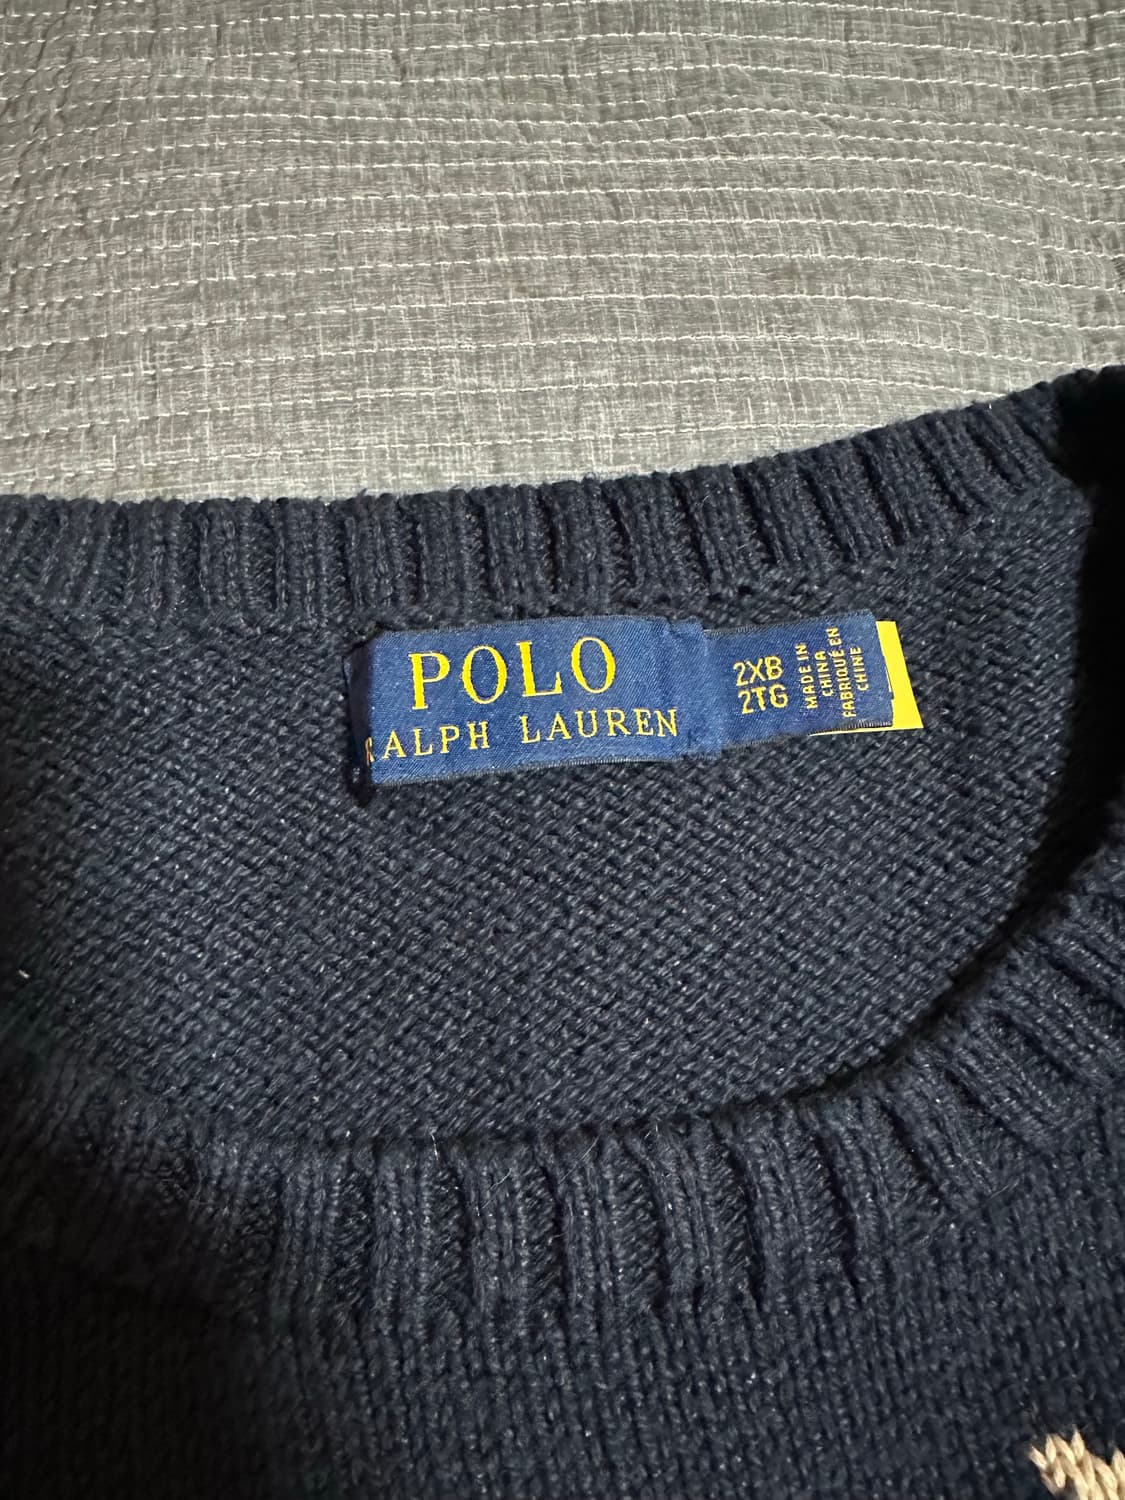 POLO
RALPH LAUREN
2XB
2TG
MADE IN
CHINA
FABRIQUÉ EN
CHINE